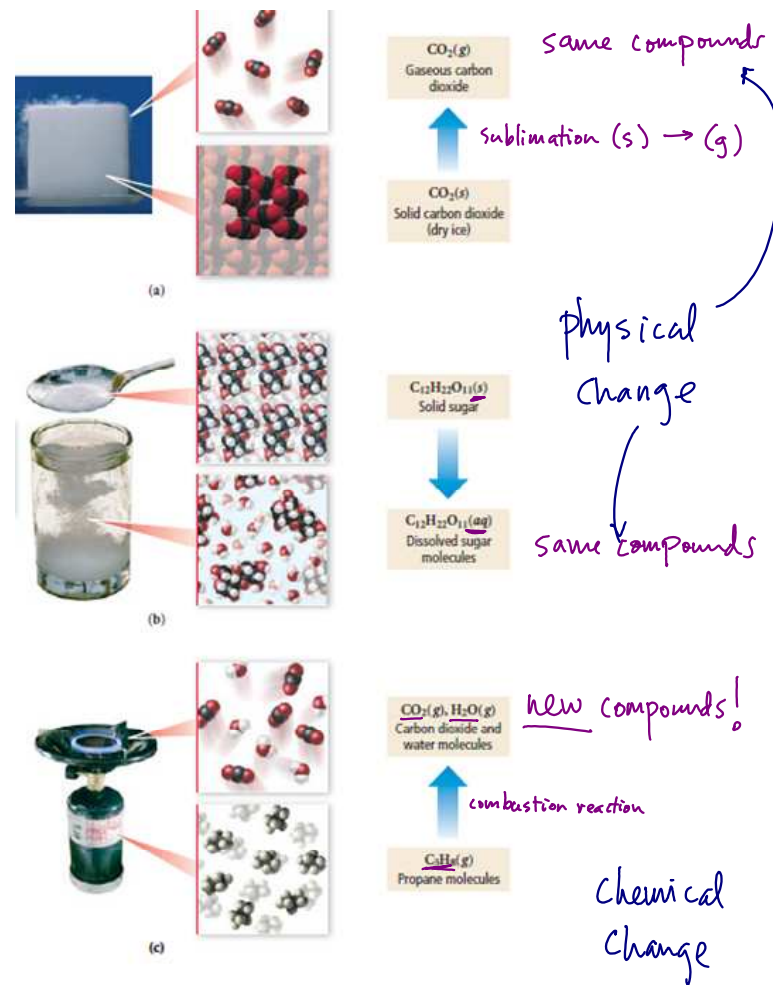 CO₂(g)
Gaseous carbon
dioxide
same compounds
sublimation (s) → (g)
CO₂(s)
Solid carbon dioxide
(dry ice)
(a)
physical
change
C₁₂H₂₂O₁₁(s)
Solid sugar
C₁₂H₂₂O₁₁(aq)
Dissolved sugar
molecules
same compounds
(b)
CO₂(g), H₂O(g)
Carbon dioxide and
water molecules
new compounds!
combustion reaction
C₃H₈(g)
Propane molecules
chemical
change
(c)